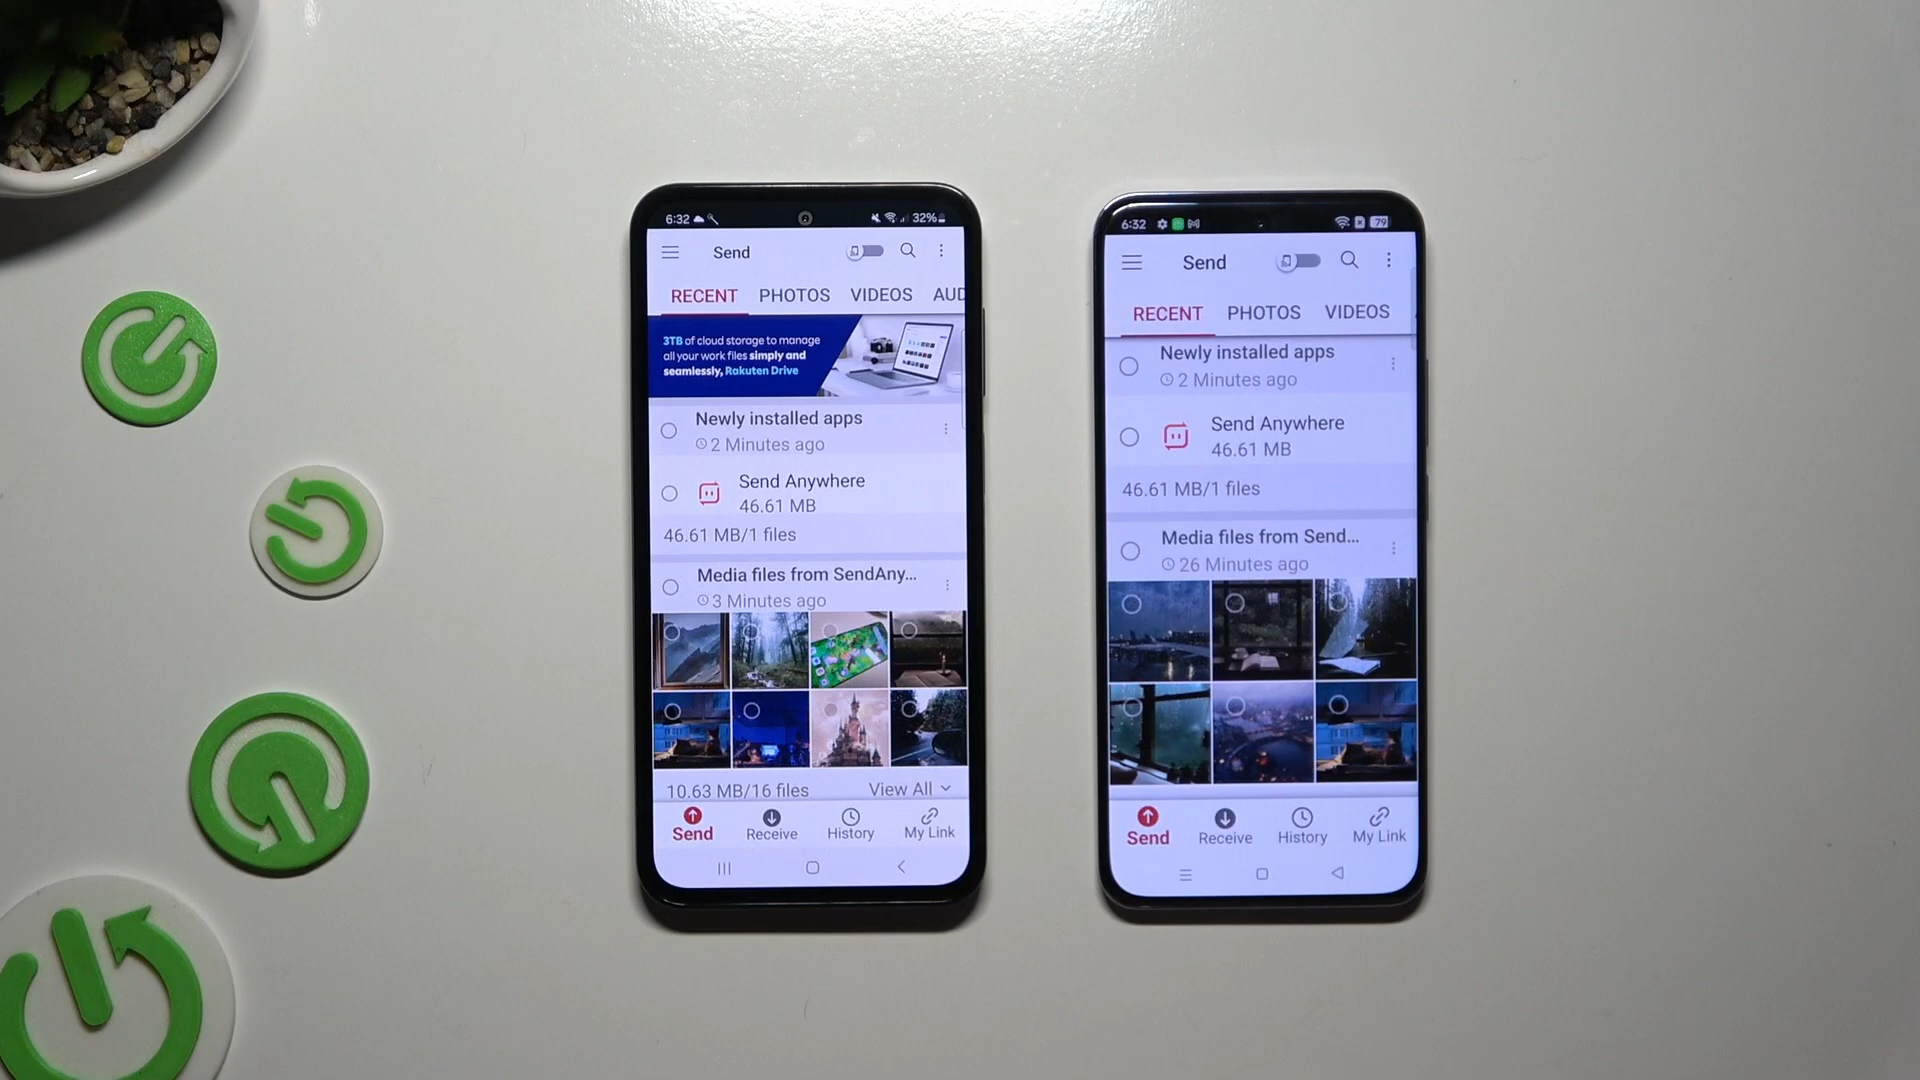 6:32
32%
Send
RECENT PHOTOS VIDEOS AUD
3TB of cloud storage to manage
all your work files simply and
seamlessly, Rakuten Drive
Newly installed apps
2 Minutes ago
Send Anywhere
46.61 MB
46.61 MB/1 files
Media files from SendAny...
3 Minutes ago
10.63 MB/16 files
View All
Send
Receive
History
My Link
6:32
79
Send
RECENT PHOTOS VIDEOS
Newly installed apps
2 Minutes ago
Send Anywhere
46.61 MB
46.61 MB/1 files
Media files from Send...
26 Minutes ago
Send
Receive
History
My Link